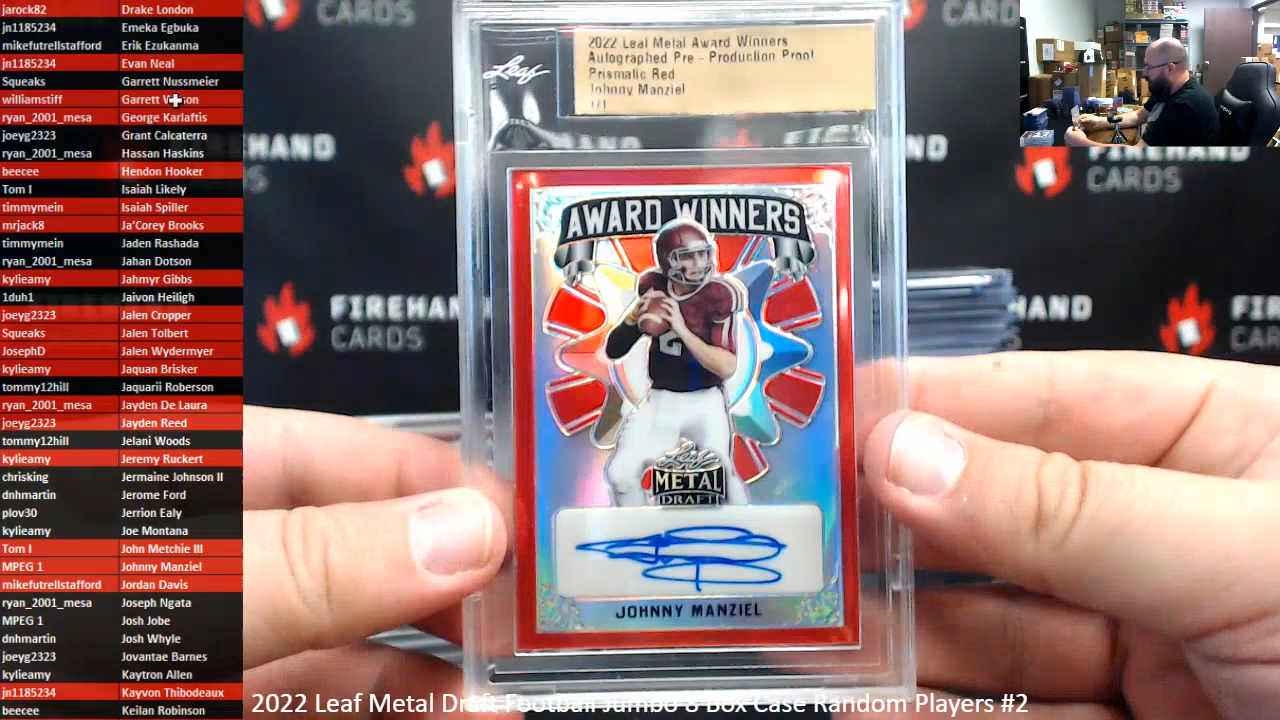 jarock82 Drake London
jn1185234 Emeka Egbuka
mikefutrellstafford Erik Ezukanma
jn1185234 Evan Neal
Squeaks Garrett Nussmeier
williamstiff Garrett
ryan_2001_mesa George Karlaftis
joeyg2323 Grant Calcaterra
ryan_2001_mesa Hassan Haskins
beecee Hendon Hooker
Tom I Isaiah Likely
timmymein Isaiah Spiller
mrjack8 Ja'Corey Brooks
timmymein Jaden Rashada
ryan_2001_mesa Jahan Dotson
kylieamy Jahmyr Gibbs
1duh1 Jaivon Heiligh
joeyg2323 Jalen Cropper
Squeaks Jalen Tolbert
JosephD Jalen Wydermyer
kylieamy Jaquan Brisker
tommy12hill Jaquarii Roberson
ryan_2001_mesa Jayden De Laura
joeyg2323 Jayden Reed
tommy12hill Jelani Woods
kylieamy Jeremy Ruckert
chrisking Jermaine Johnson II
dnhmartin Jerome Ford
plov30 Jerrion Ealy
kylieamy Joe Montana
Tom I John Metchie III
MPEG 1 Johnny Manziel
mikefutrellstafford Jordan Davis
ryan_2001_mesa Joseph Ngata
MPEG 1 Josh Jobe
dnhmartin Josh Whyle
joeyg2323 Jovantae Barnes
kylieamy Kaytron Allen
jn1185234 Kayvon Thibodeaux
beecee Keilan Robinson
Leaf
2022 Leaf Metal Award Winners
Autographed Pre - Production Proof
Prismatic Red
Johnny Manziel
1/1
AWARD WINNERS
2
Leaf
METAL
DRAFT
JOHNNY MANZIEL
CARDS
FIREHAND
CARDS
FIREHAND
CARDS
2022 Leaf Metal Draft Football Jumbo 8 Box Case Random Players #2